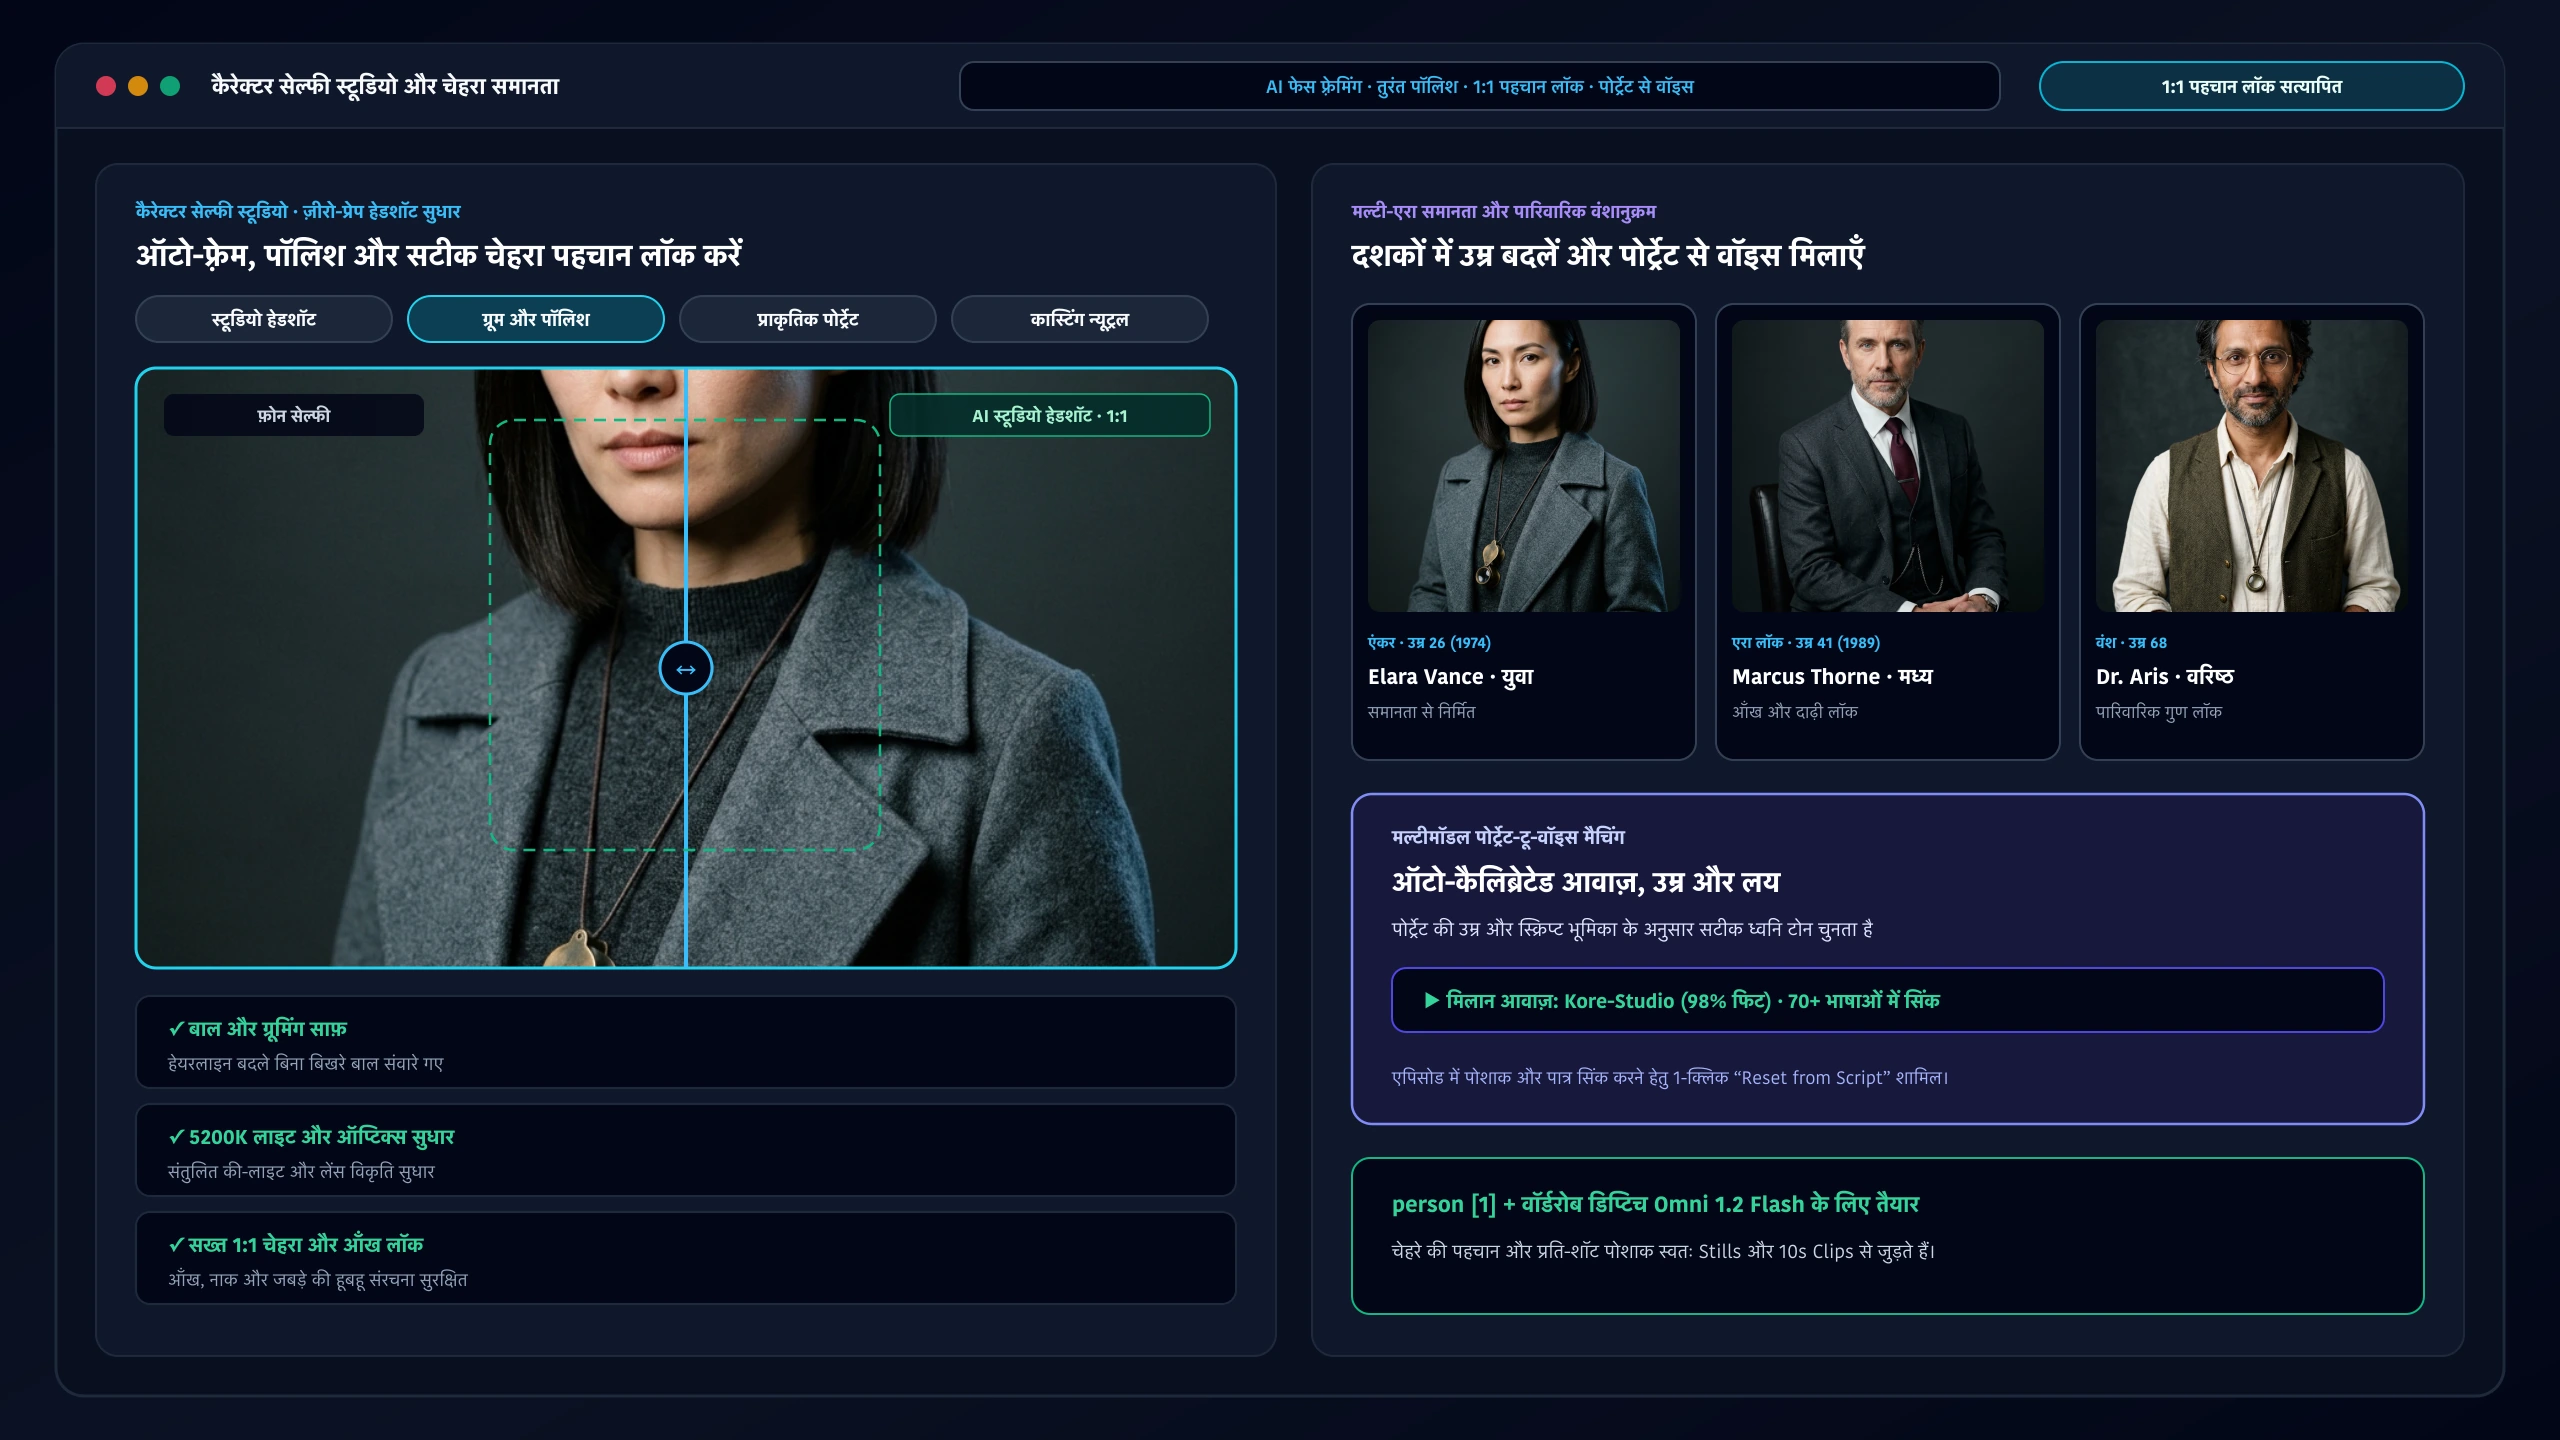 कैरेक्टर सेल्फी स्टूडियो और चेहरा समानता
AI फेस फ़्रेमिंग · तुरंत पॉलिश · 1:1 पहचान लॉक · पोर्ट्रेट से वॉइस
1:1 पहचान लॉक सत्यापित
कैरेक्टर सेल्फी स्टूडियो · ज़ीरो-प्रेप हेडशॉट सुधार
ऑटो-फ़्रेम, पॉलिश और सटीक चेहरा पहचान लॉक करें
स्टूडियो हेडशॉट
ग्रूम और पॉलिश
प्राकृतिक पोर्ट्रेट
कास्टिंग न्यूट्रल
फ़ोन सेल्फी
AI स्टूडियो हेडशॉट · 1:1
✓ बाल और ग्रूमिंग साफ़
हेयरलाइन बदले बिना बिखरे बाल संवारे गए
✓ 5200K लाइट और ऑप्टिक्स सुधार
संतुलित की-लाइट और लेंस विकृति सुधार
✓ सख्त 1:1 चेहरा और आँख लॉक
आँख, नाक और जबड़े की हूबहू संरचना सुरक्षित
मल्टी-एरा समानता और पारिवारिक वंशानुक्रम
दशकों में उम्र बदलें और पोर्ट्रेट से वॉइस मिलाएँ
एंकर · उम्र 26 (1974)
Elara Vance · युवा
समानता से निर्मित
एरा लॉक · उम्र 41 (1989)
Marcus Thorne · मध्य
आँख और दाढ़ी लॉक
वंश · उम्र 68
Dr. Aris · वरिष्ठ
पारिवारिक गुण लॉक
मल्टीमॉडल पोर्ट्रेट-टू-वॉइस मैचिंग
ऑटो-कैलिब्रेटेड आवाज़, उम्र और लय
पोर्ट्रेट की उम्र और स्क्रिप्ट भूमिका के अनुसार सटीक ध्वनि टोन चुनता है
▶ मिलान आवाज़: Kore-Studio (98% फिट) · 70+ भाषाओं में सिंक
एपिसोड में पोशाक और पात्र सिंक करने हेतु 1-क्लिक “Reset from Script” शामिल।
person [1] + वॉर्डरोब डिप्टिच Omni 1.2 Flash के लिए तैयार
चेहरे की पहचान और प्रति-शॉट पोशाक स्वतः Stills और 10s Clips से जुड़ते हैं।